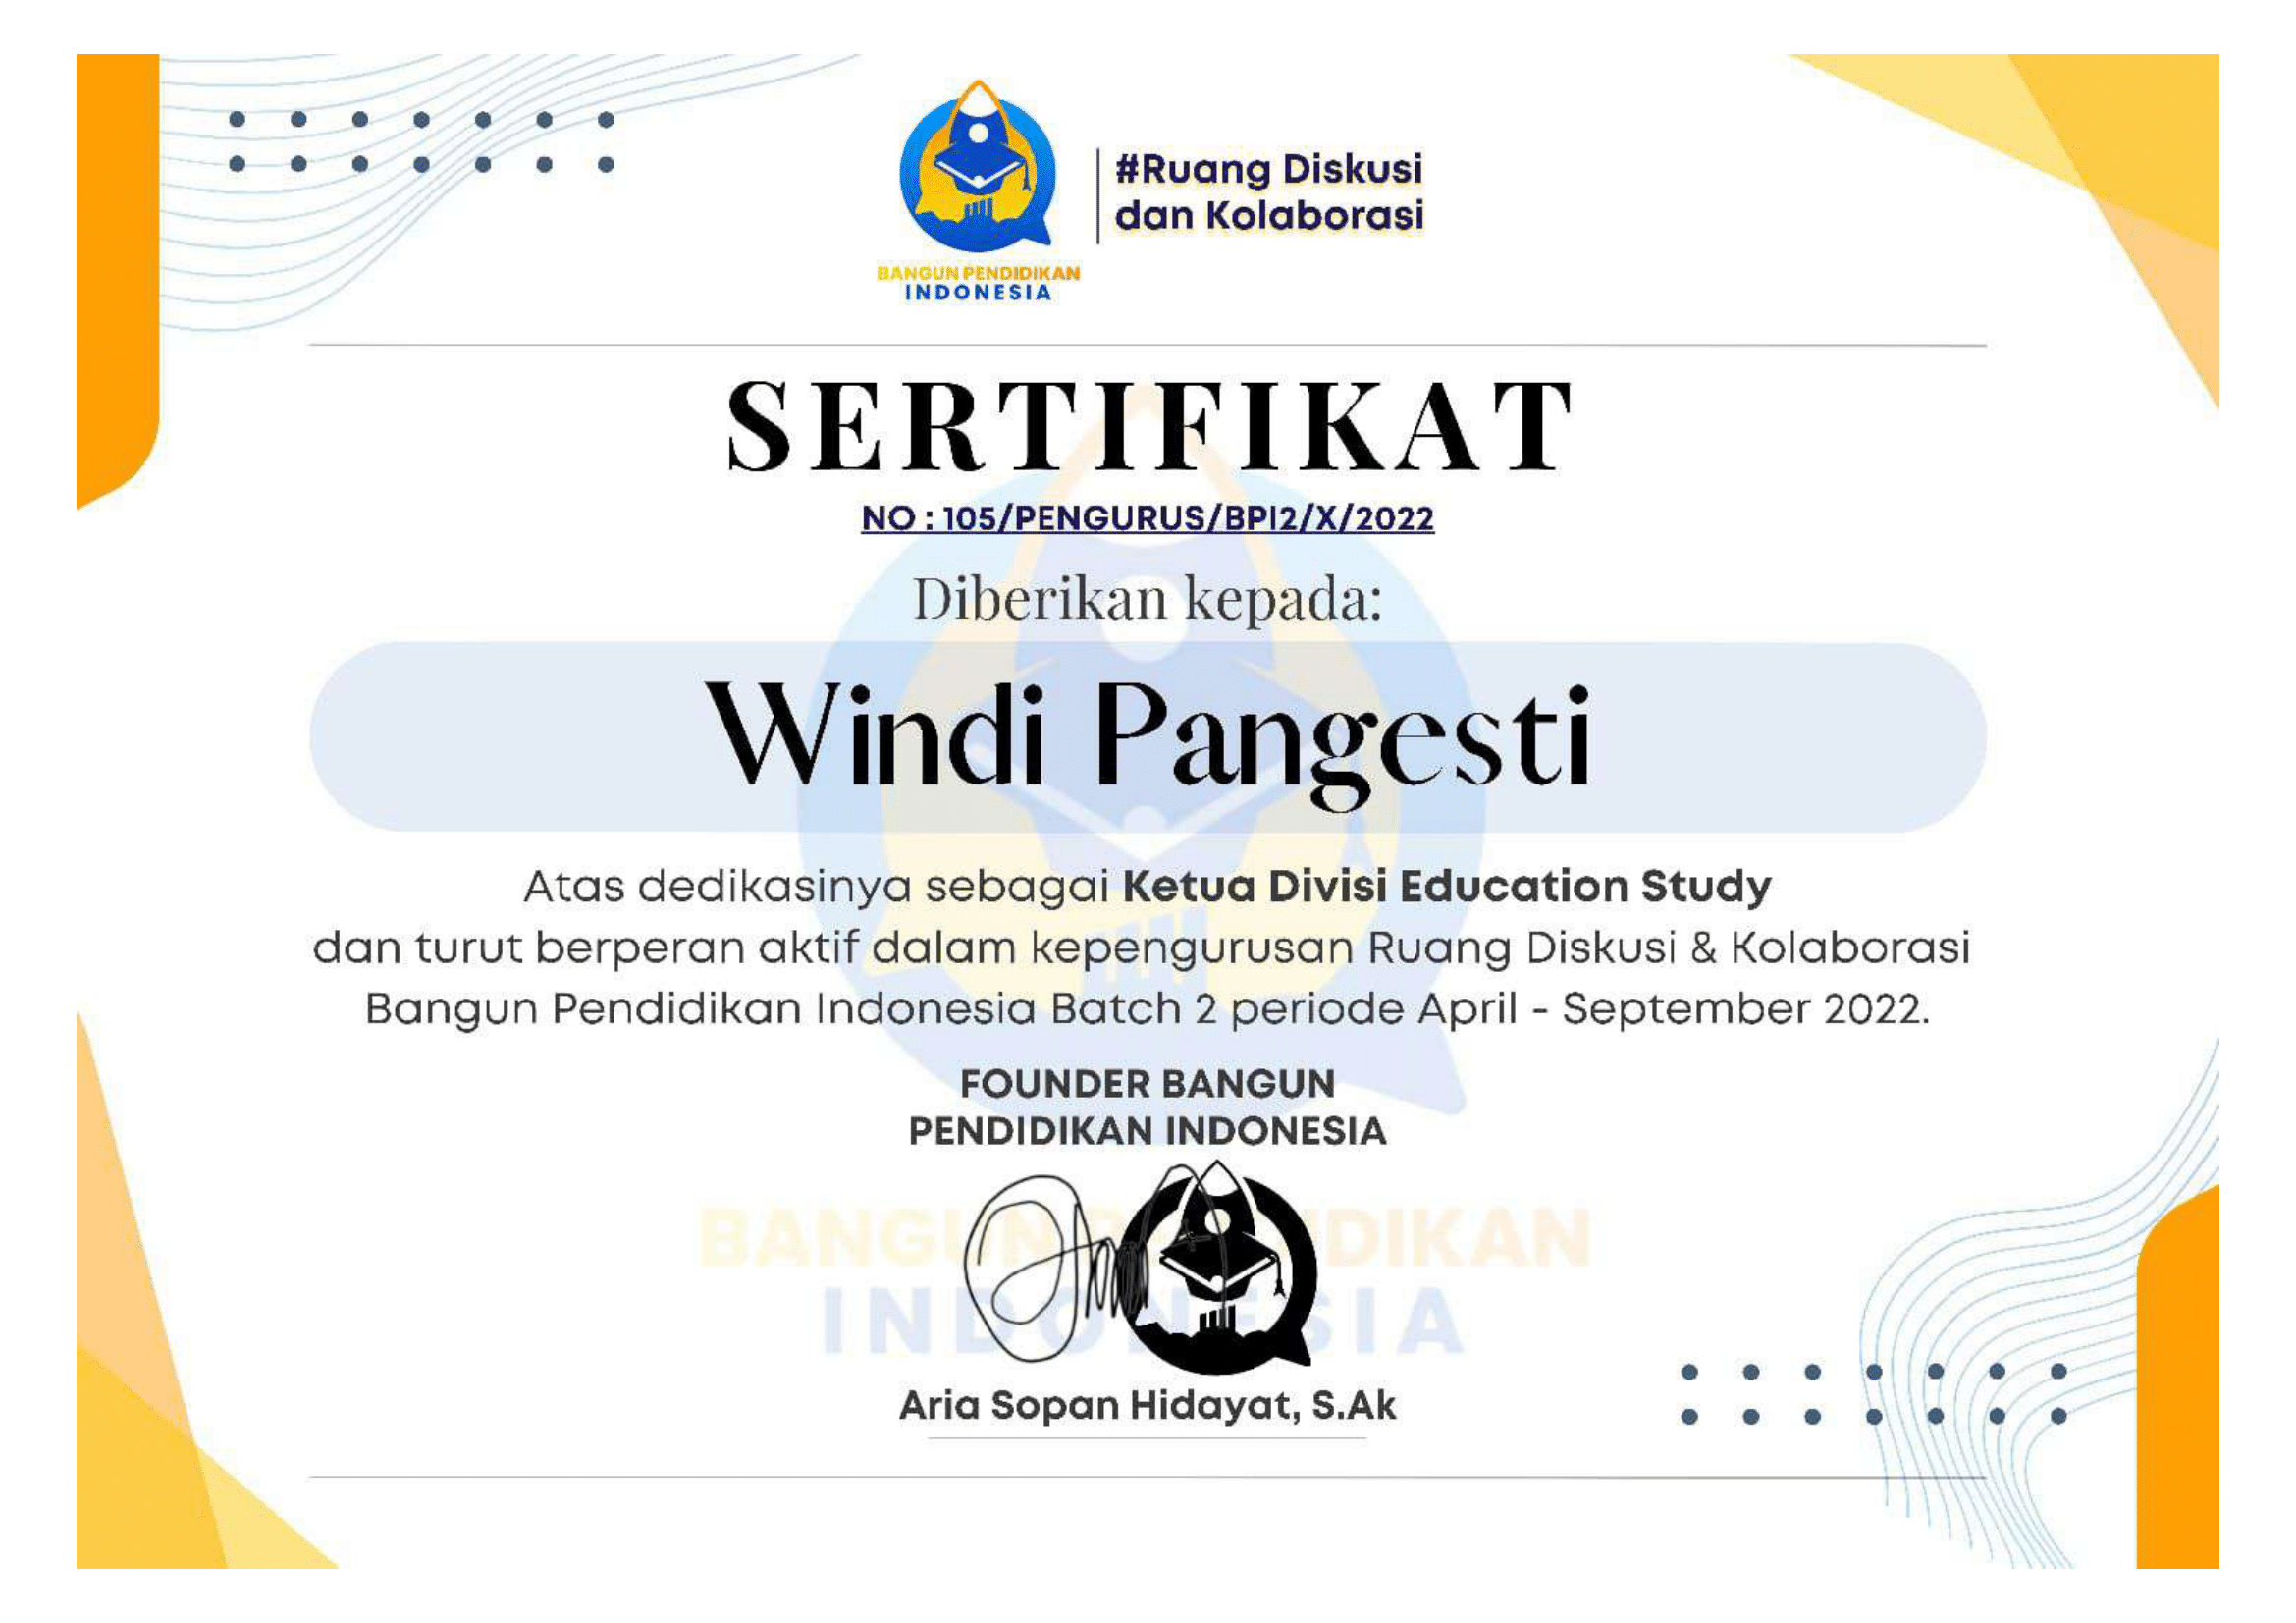 #Ruang Diskusi
dan Kolaborasi
BANGUN PENDIDIKAN
INDONESIA
SERTIFIKAT
NO : 105/PENGURUS/BPI2/X/2022
Diberikan kepada:
Windi Pangesti
Atas dedikasinya sebagai Ketua Divisi Education Study
dan turut berperan aktif dalam kepengurusan Ruang Diskusi & Kolaborasi
Bangun Pendidikan Indonesia Batch 2 periode April - September 2022.
FOUNDER BANGUN
PENDIDIKAN INDONESIA
BANGUN PENDIDIKAN
INDONESIA
Aria Sopan Hidayat, S.Ak